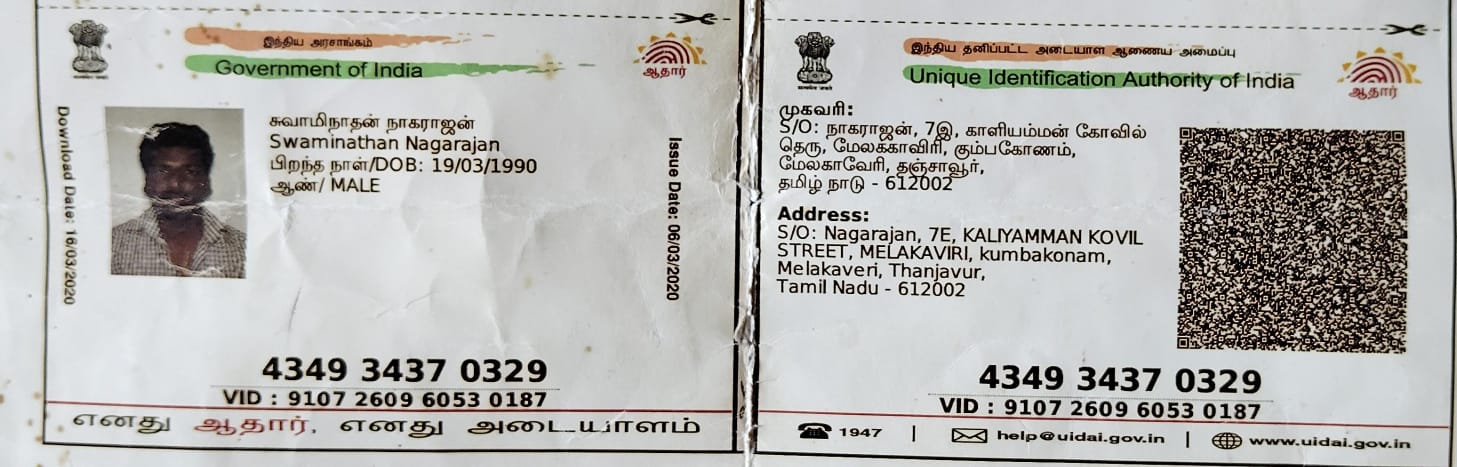 இந்திய அரசாங்கம்
Government of India
ஆதார்
Download Date: 16/03/2020
சுவாமிநாதன் நாகராஜன்
Swaminathan Nagarajan
பிறந்த நாள்/DOB: 19/03/1990
ஆண்/ MALE
Issue Date: 06/03/2020
4349 3437 0329
VID : 9107 2609 6053 0187
எனது ஆதார், எனது அடையாளம்
இந்திய தனிப்பட்ட அடையாள ஆணைய அமைப்பு
Unique Identification Authority of India
ஆதார்
முகவரி:
S/O: நாகராஜன், 7இ, காளியம்மன் கோவில்
தெரு, மேலக்காவிரி, கும்பகோணம்,
மேலகாவேரி, தஞ்சாவூர்,
தமிழ் நாடு - 612002
Address:
S/O: Nagarajan, 7E, KALIYAMMAN KOVIL
STREET, MELAKAVIRI, kumbakonam,
Melakaveri, Thanjavur,
Tamil Nadu - 612002
4349 3437 0329
VID : 9107 2609 6053 0187
1947 | help@uidai.gov.in | www.uidai.gov.in